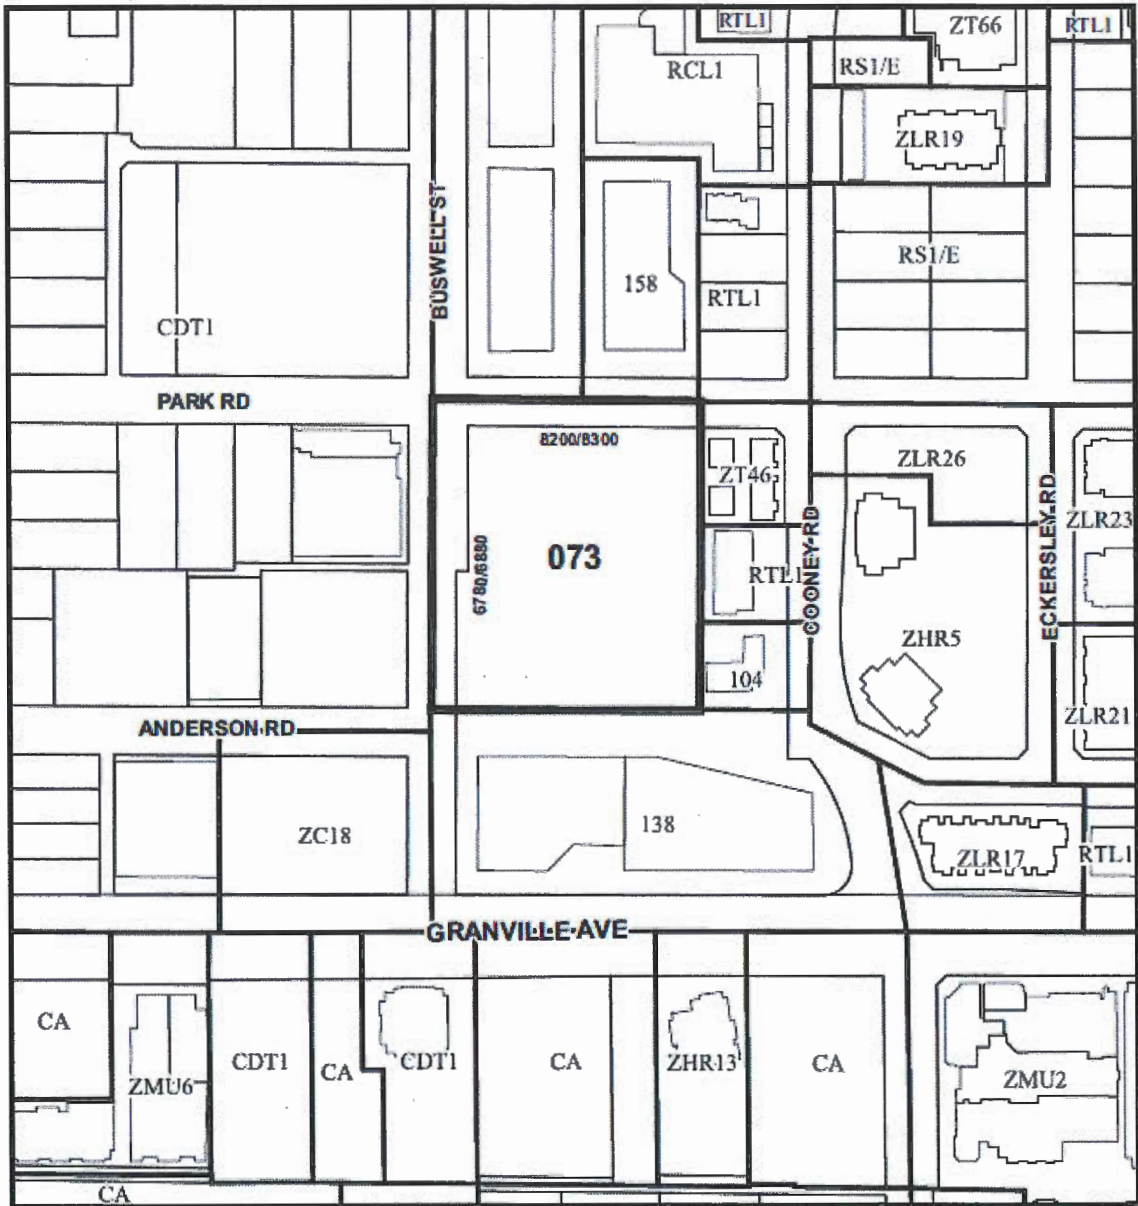 RTL1
ZT66
RTL1
RCL1
RS1/E
ZLR19
BUSWELL ST
RS1/E
158
RTL1
CDT1
PARK RD
8200/8300
ZLR26
ZT46
ECKERSLEY RD
ZLR23
COONEY RD
073
6780/6880
RTL1
ZHR5
104
ZLR21
ANDERSON RD
138
ZC18
ZLR17
RTL1
GRANVILLE AVE
CA
CDT1
CA
CDT1
CA
ZHR13
CA
ZMU6
ZMU2
CA